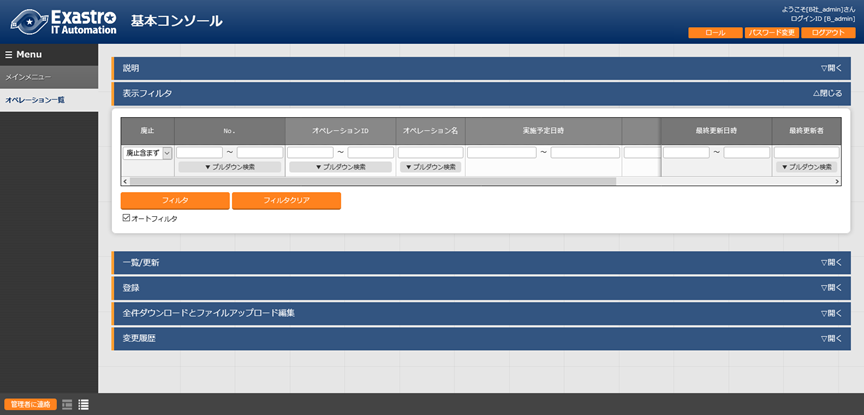 Exastro
IT Automation
基本コンソール
ようこそ[B社_admin]さん
ログインID [B_admin]
ロール
パスワード変更
ログアウト
Menu
メインメニュー
オペレーション一覧
説明
▽開く
表示フィルタ
△閉じる
廃止 No. オペレーションID オペレーション名 実施予定日時 最終更新日時 最終更新者
廃止含まず ～ ～ ～ ～
▼プルダウン検索 ▼プルダウン検索 ▼プルダウン検索 ▼プルダウン検索
フィルタ
フィルタクリア
オートフィルタ
一覧/更新
▽開く
登録
▽開く
全件ダウンロードとファイルアップロード編集
▽開く
変更履歴
▽開く
管理者に連絡